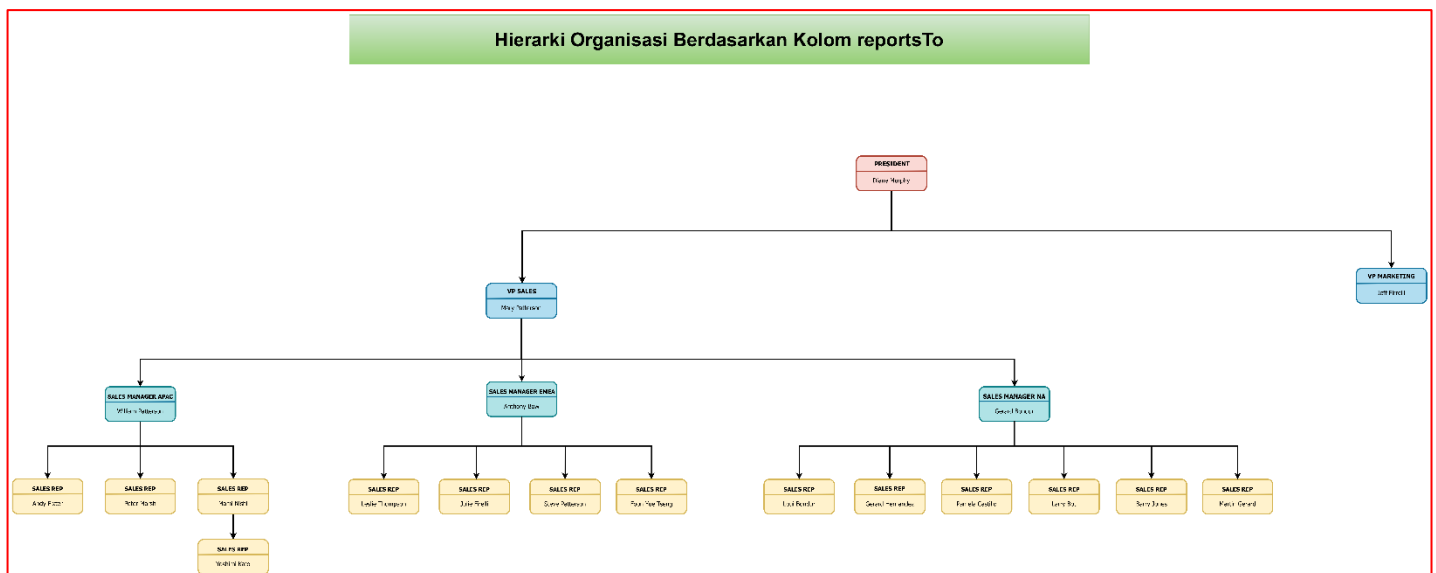 Hierarki Organisasi Berdasarkan Kolom reportsTo
PRESIDENT
Diane Murphy
VP SALES
Mary Patterson
VP MARKETING
Jeff Firrelli
SALES MANAGER APAC
William Patterson
SALES MANAGER EMEA
Anthony Bow
SALES MANAGER NA
Gerard
SALES REP
Andy
SALES REP
Peter Marsh
SALES REP
Mami Nishi
SALES REP
Yoshimi Kato
SALES REP
Leslie Thompson
SALES REP
Julie Firrelli
SALES REP
Steve Patterson
SALES REP
Foon Yue Tseng
SALES REP
Loui Bondur
SALES REP
Gerard Hernandez
SALES REP
Pamela Castillo
SALES REP
Larry Bott
SALES REP
Barry Jones
SALES REP
Martin Gerard